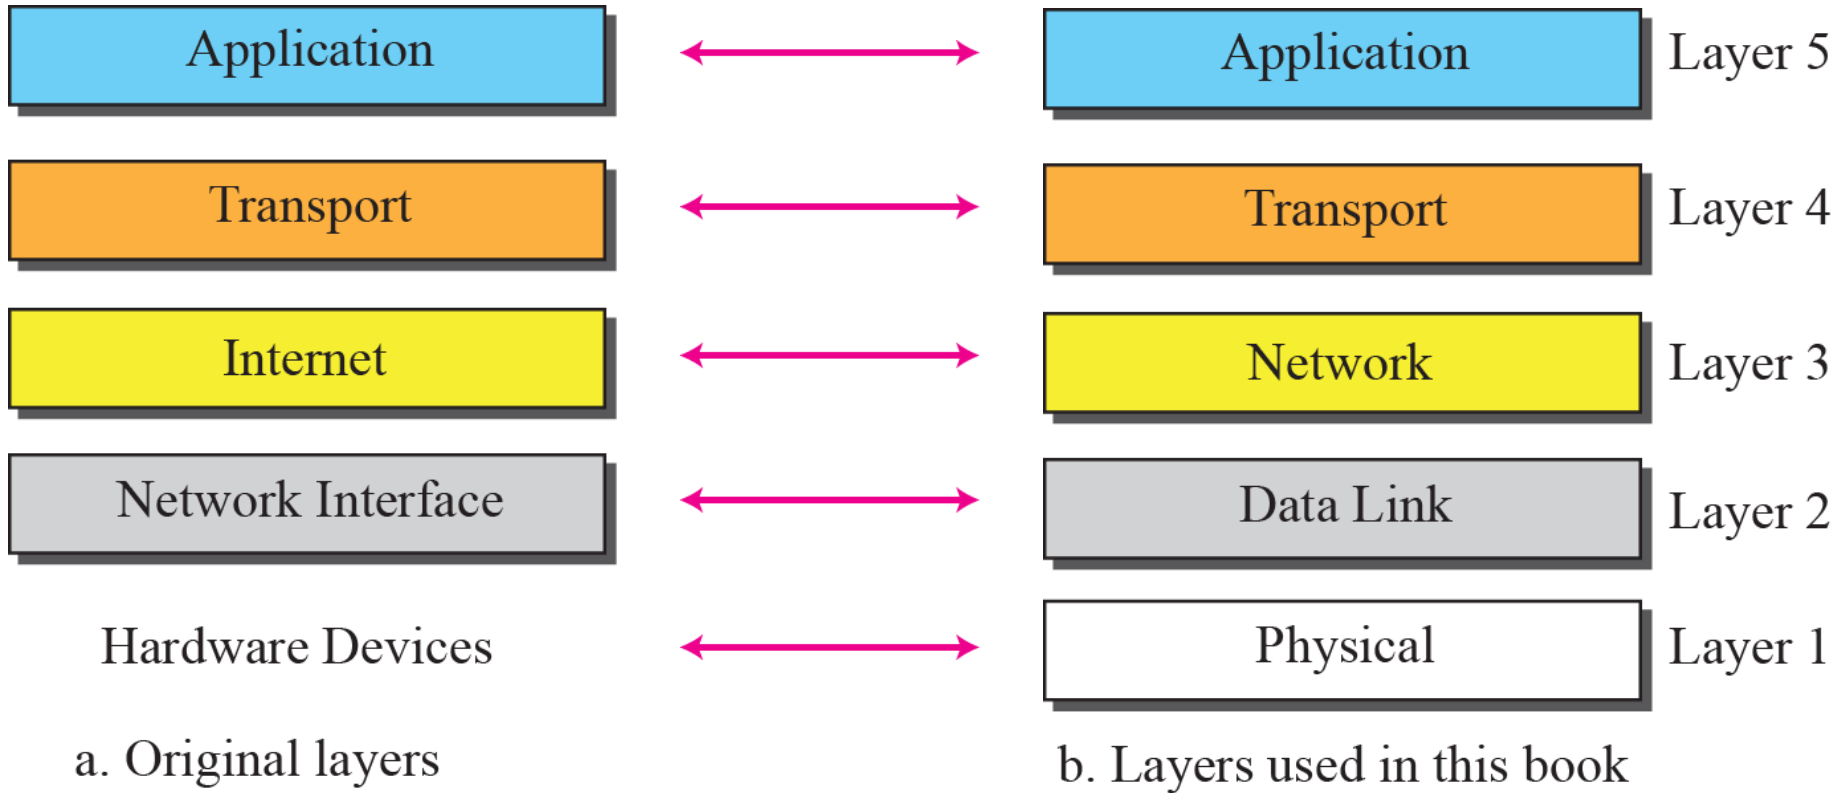 Application
Application
Layer 5
Transport
Transport
Layer 4
Internet
Network
Layer 3
Network Interface
Data Link
Layer 2
Hardware Devices
Physical
Layer 1
a. Original layers
b. Layers used in this book